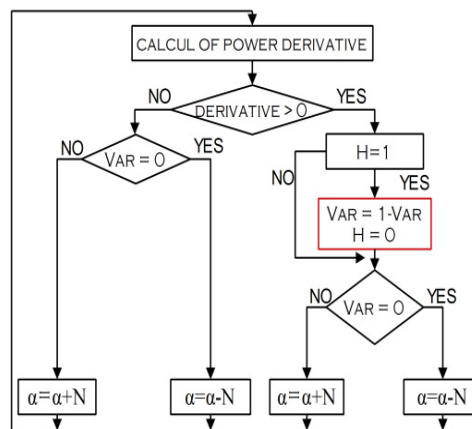 CALCUL OF POWER DERIVATIVE
NO
DERIVATIVE > 0
YES
NO
VAR = 0
YES
H=1
NO
YES
VAR = 1-VAR
H = 0
NO
VAR = 0
YES
α=α+N
α=α-N
α=α+N
α=α-N